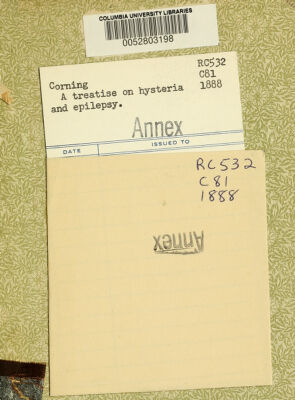 COLUMBIA UNIVERSITY LIBRARIES
0052803198
Corning RC532
A treatise on hysteria C81
and epilepsy. 1888
Annex
DATE ISSUED TO
RC532
C81
1888
Annex